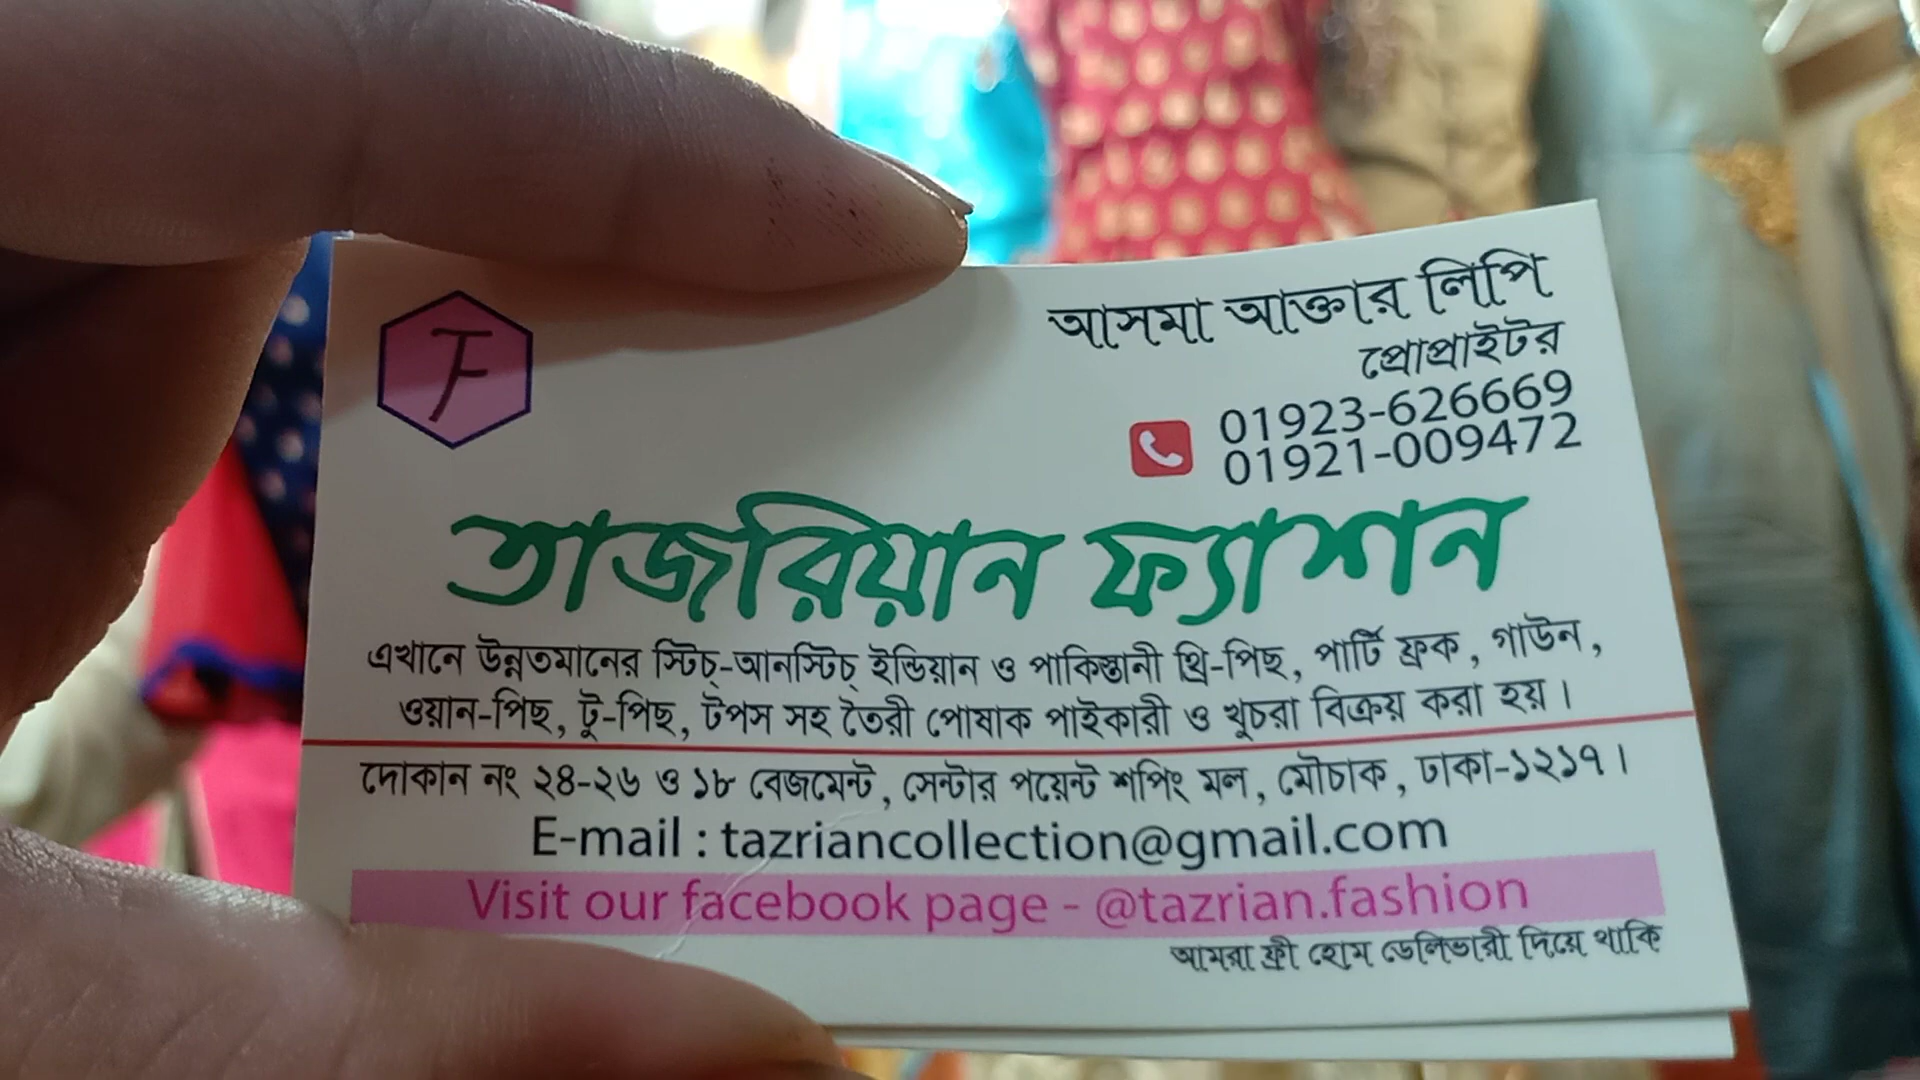 TF
আসমা আক্তার লিপি
প্রোপ্রাইটর
01923-626669
01921-009472
তাজরিয়ান ফ্যাশন
এখানে উন্নতমানের স্টিচ্-আনস্টিচ্ ইন্ডিয়ান ও পাকিস্তানী থ্রি-পিছ, পার্টি ফ্রক, গাউন,
ওয়ান-পিছ, টু-পিছ, টপস সহ তৈরী পোষাক পাইকারী ও খুচরা বিক্রয় করা হয়।
দোকান নং ২৪-২৬ ও ১৮ বেজমেন্ট, সেন্টার পয়েন্ট শপিং মল, মৌচাক, ঢাকা-১২১৭।
E-mail : tazriancollection@gmail.com
Visit our facebook page - @tazrian.fashion
আমরা ফ্রী হোম ডেলিভারী দিয়ে থাকি